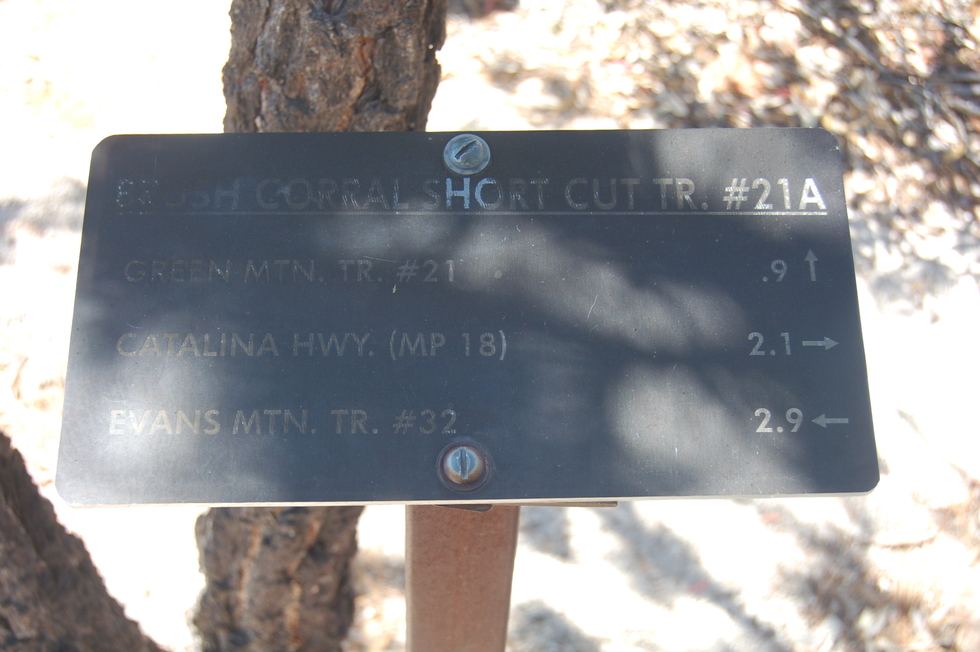 BRUSH CORRAL SHORT CUT TR. #21A
GREEN MTN. TR. #21 .9 ↑
CATALINA HWY. (MP 18) 2.1 →
EVANS MTN. TR. #32 2.9 ←